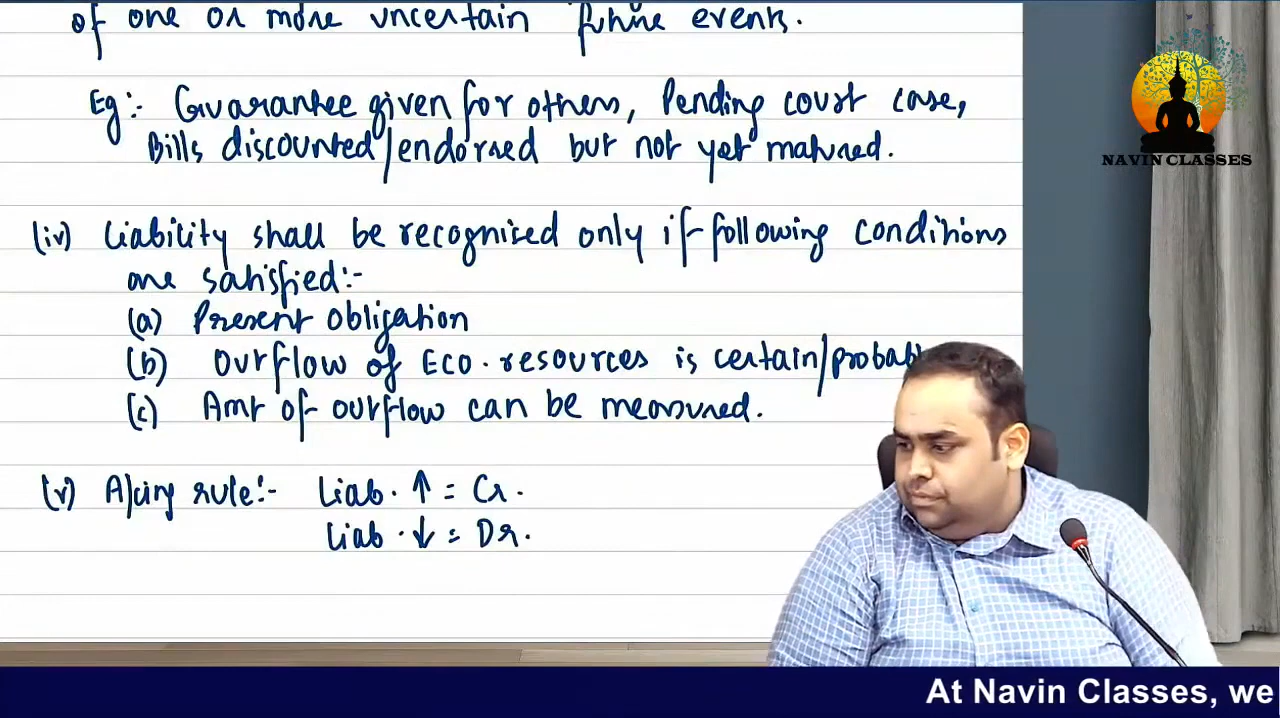 of one or more uncertain future events.
Eg:- Guarantee given for others, Pending court case,
Bills discounted/endorsed but not yet matured.
(iv) Liability shall be recognised only if following conditions
are satisfied:-
(a) Present Obligation
(b) Outflow of Eco. resources is certain/probab
(c) Amt of outflow can be measured.
(v) A/cing rule:- Liab. ↑ = Cr.
Liab. ↓ = Dr.
NAVIN CLASSES
At Navin Classes, we